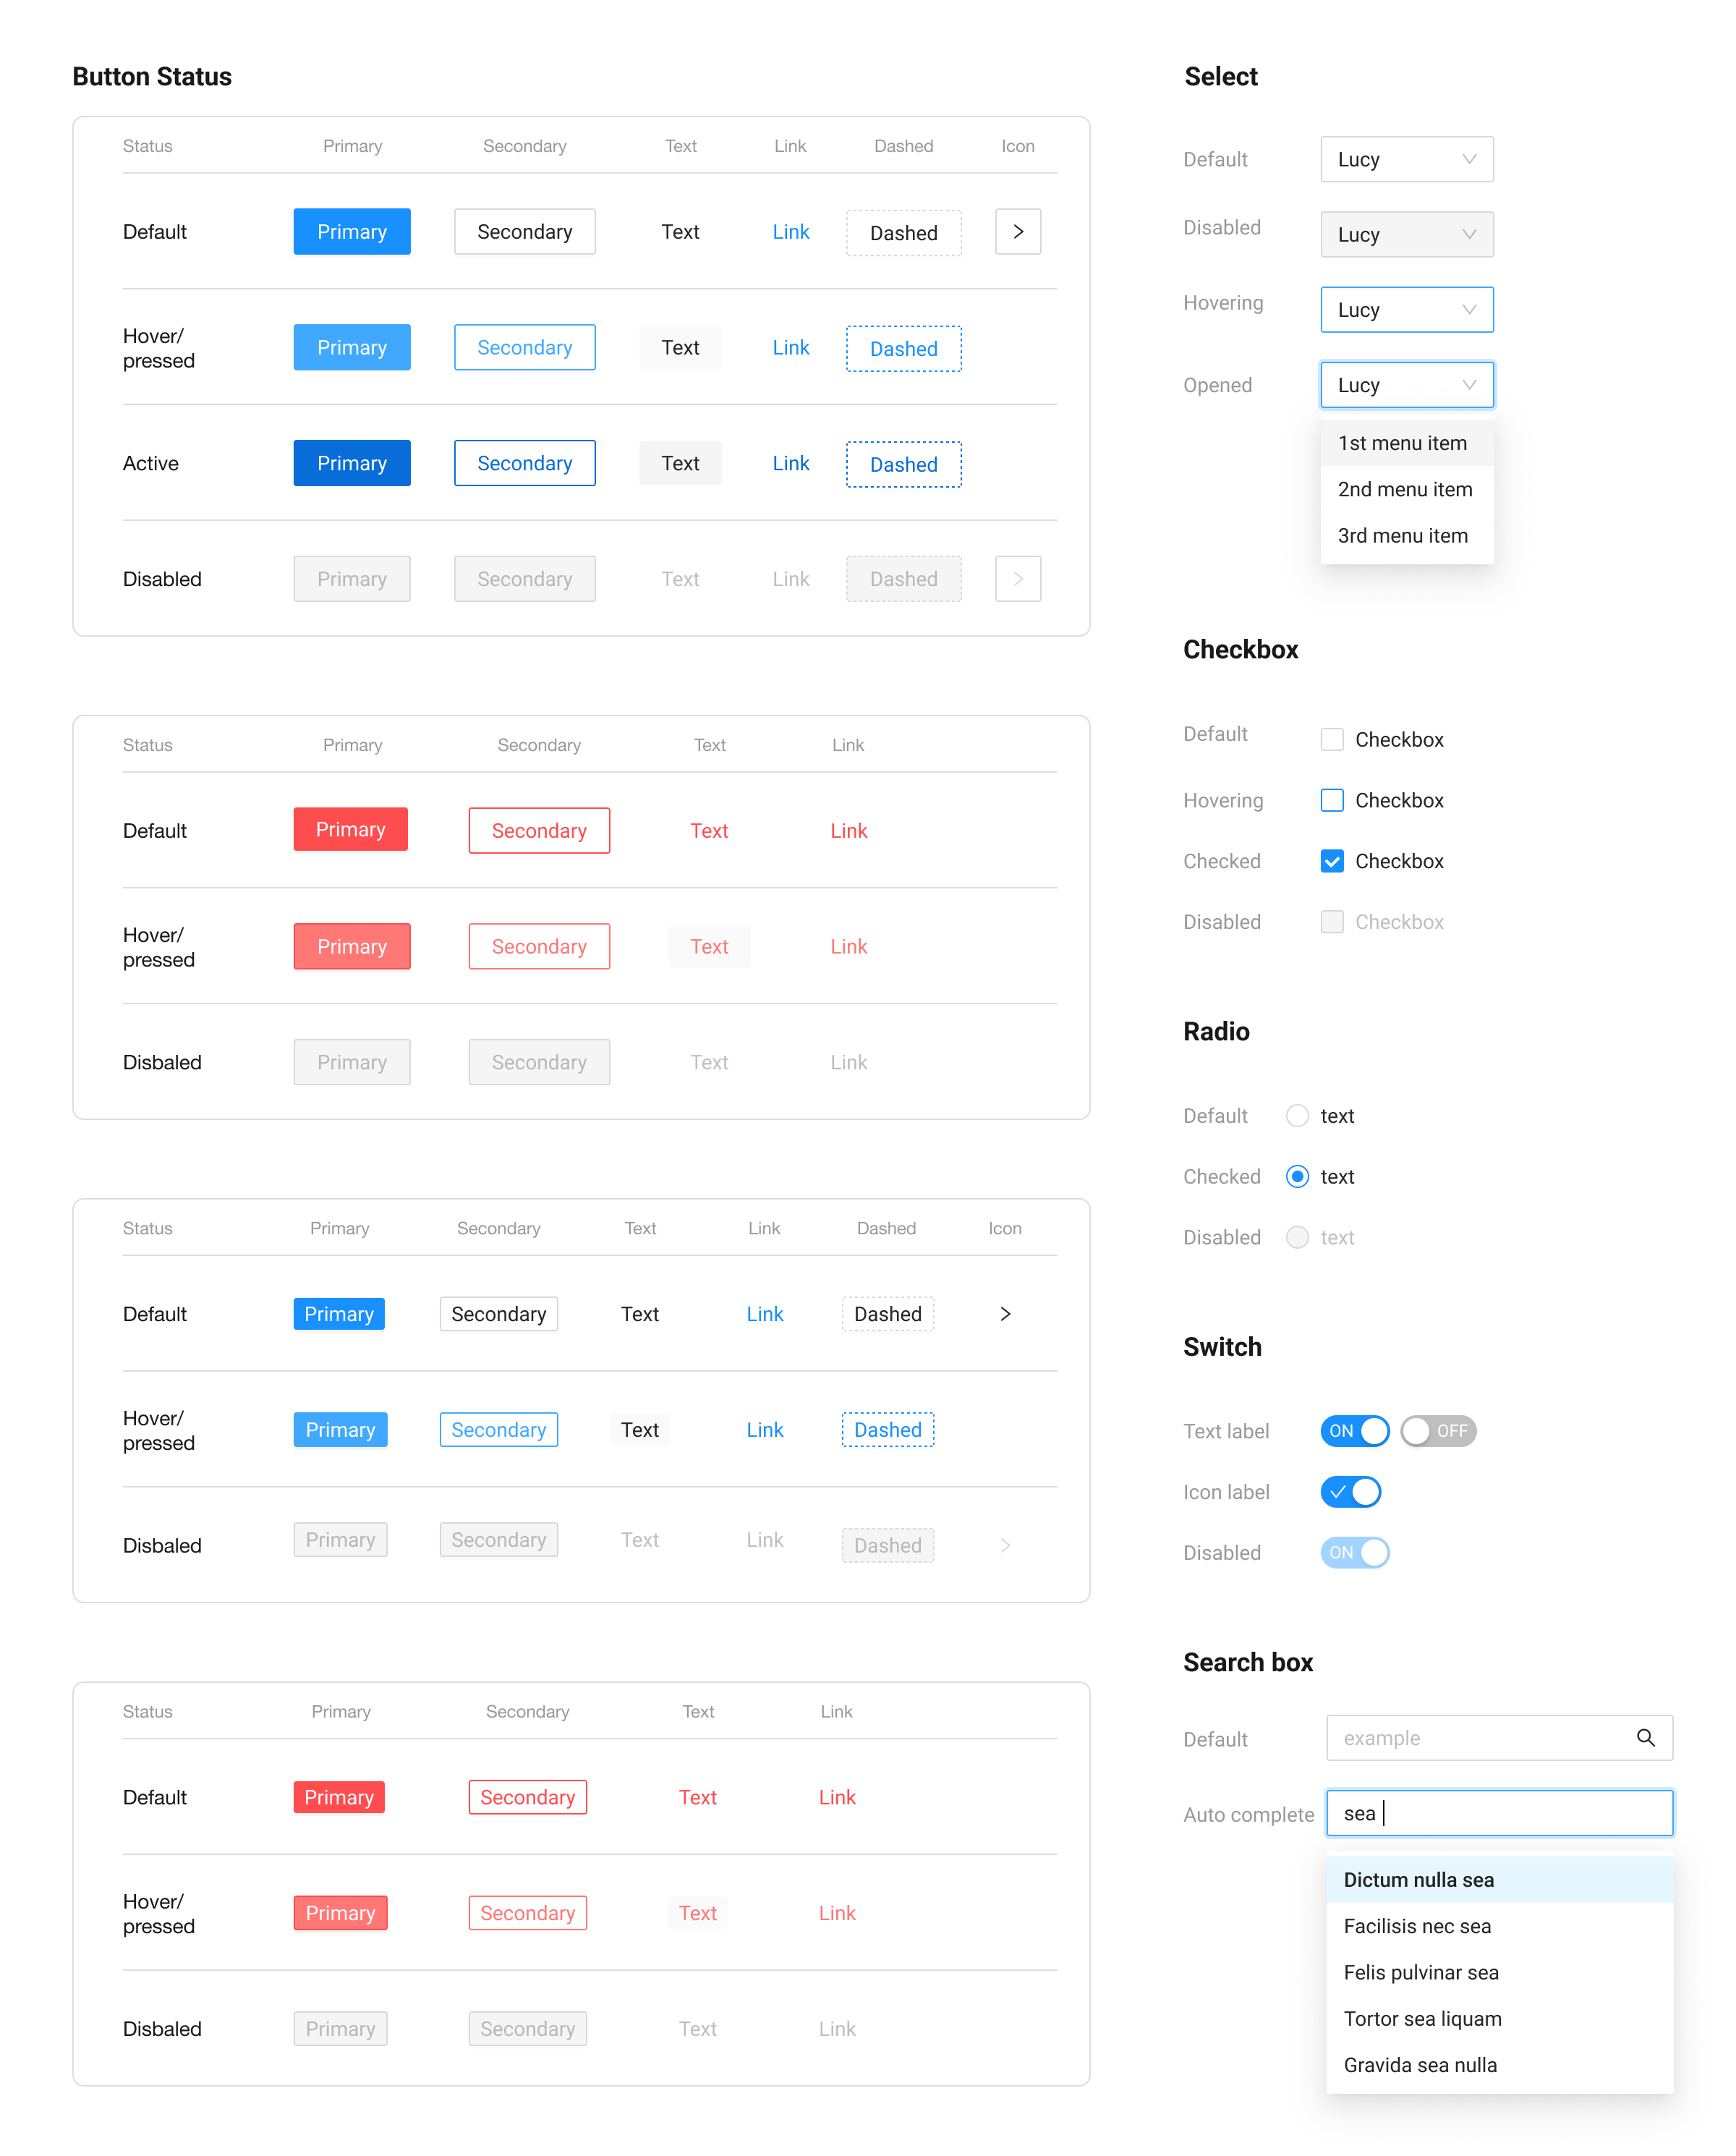 Button Status
Status Primary Secondary Text Link Dashed Icon
Default Primary Secondary Text Link Dashed
Hover/
pressed Primary Secondary Text Link Dashed
Active Primary Secondary Text Link Dashed
Disabled Primary Secondary Text Link Dashed
Status Primary Secondary Text Link
Default Primary Secondary Text Link
Hover/
pressed Primary Secondary Text Link
Disbaled Primary Secondary Text Link
Status Primary Secondary Text Link Dashed Icon
Default Primary Secondary Text Link Dashed
Hover/
pressed Primary Secondary Text Link Dashed
Disbaled Primary Secondary Text Link Dashed
Status Primary Secondary Text Link
Default Primary Secondary Text Link
Hover/
pressed Primary Secondary Text Link
Disbaled Primary Secondary Text Link
Select
Default Lucy
Disabled Lucy
Hovering Lucy
Opened Lucy
1st menu item
2nd menu item
3rd menu item
Checkbox
Default Checkbox
Hovering Checkbox
Checked Checkbox
Disabled Checkbox
Radio
Default text
Checked text
Disabled text
Switch
Text label ON OFF
Icon label
Disabled ON
Search box
Default example
Auto complete sea
Dictum nulla sea
Facilisis nec sea
Felis pulvinar sea
Tortor sea liquam
Gravida sea nulla